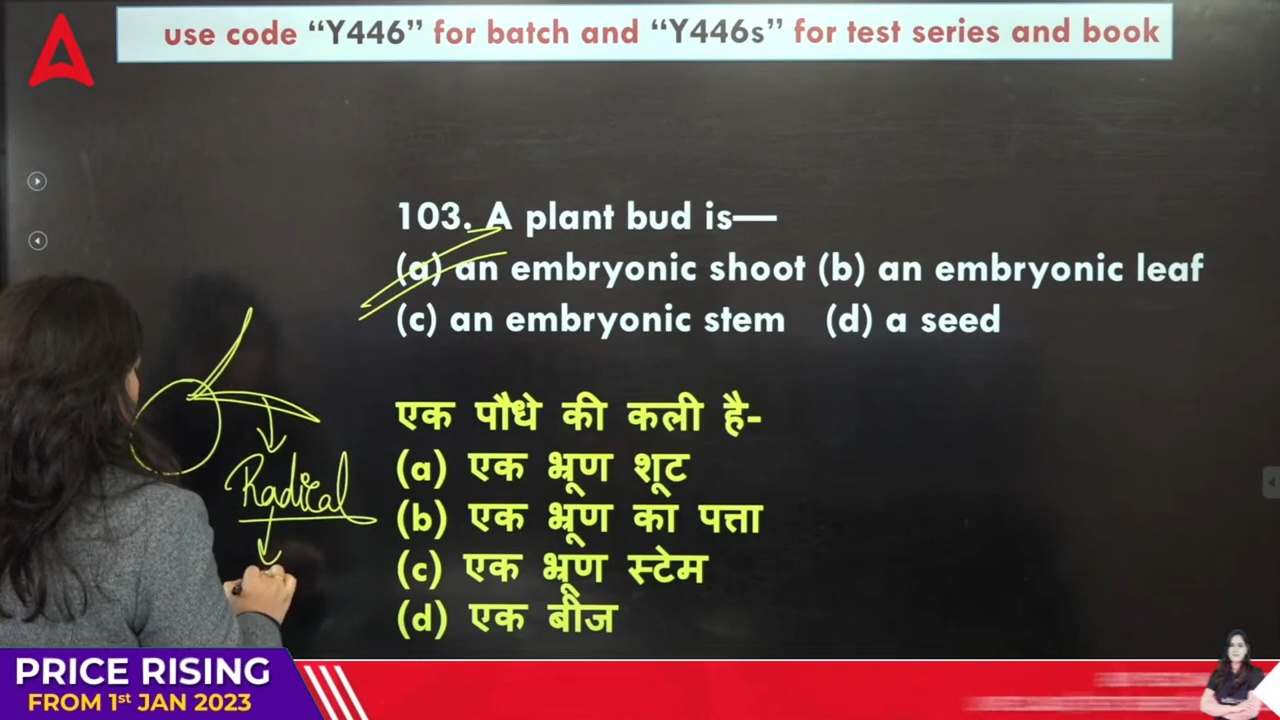 use code “Y446” for batch and “Y446s” for test series and book
103. A plant bud is—
(a) an embryonic shoot (b) an embryonic leaf
(c) an embryonic stem (d) a seed
एक पौधे की कली है-
(a) एक भ्रूण शूट
(b) एक भ्रूण का पत्ता
(c) एक भ्रूण स्टेम
(d) एक बीज
Radical
PRICE RISING
FROM 1st JAN 2023